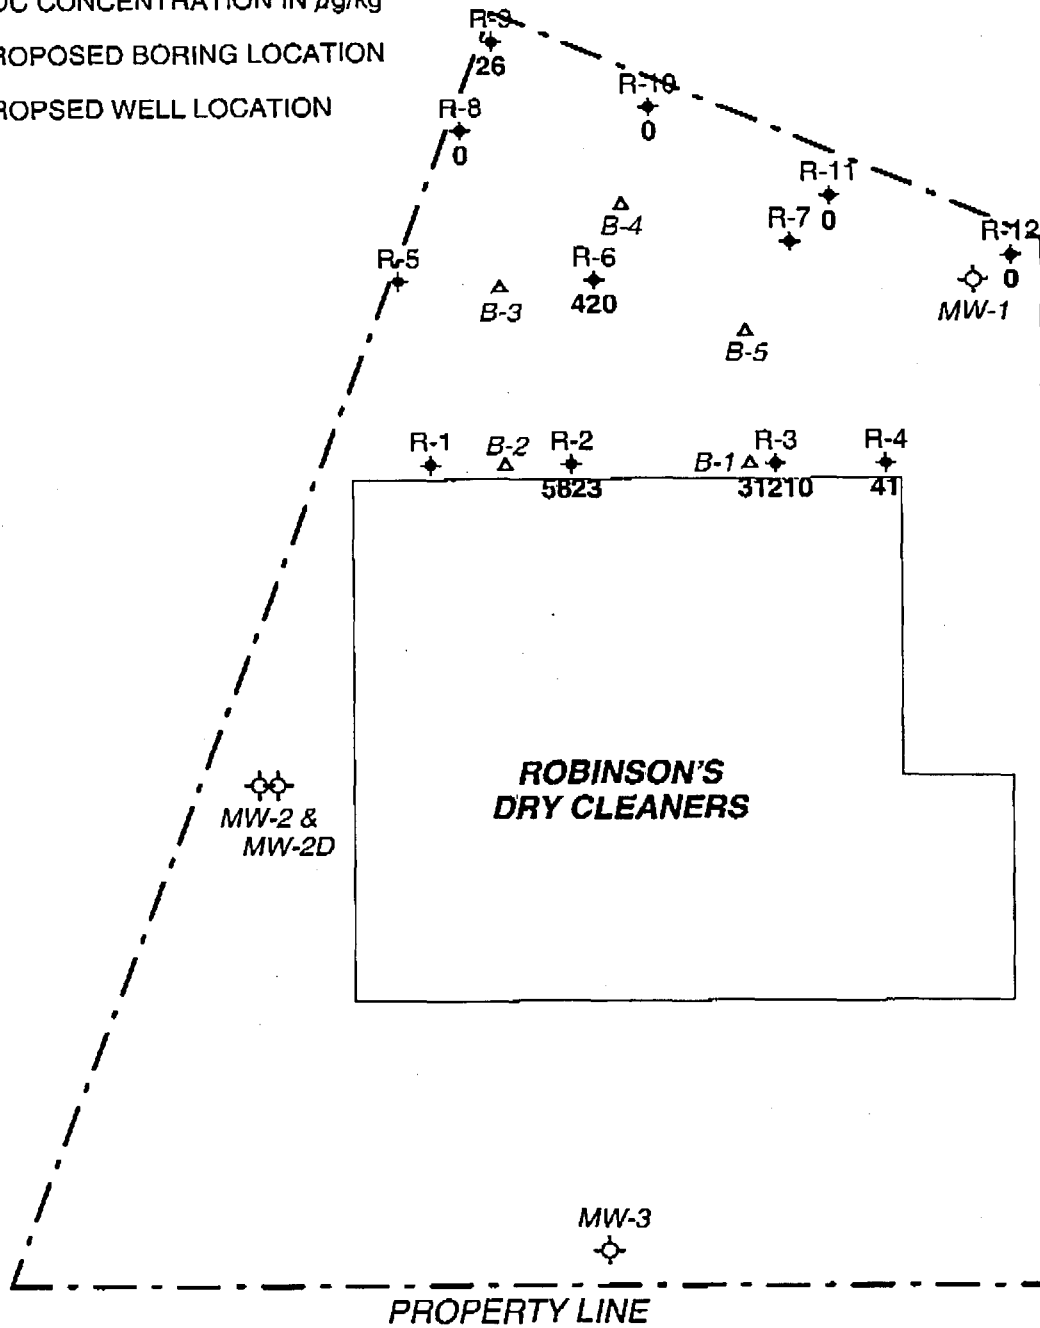 OC CONCENTRATION IN µg/kg
ROPOSED BORING LOCATION
ROPSED WELL LOCATION
R-9
26
R-8
0
R-10
0
R-11
0
R-7
R-12
0
MW-1
B-4
R-5
R-6
420
B-3
B-5
R-1
B-2
R-2
5823
B-1
R-3
31210
R-4
41
ROBINSON'S
DRY CLEANERS
MW-2 &
MW-2D
MW-3
PROPERTY LINE